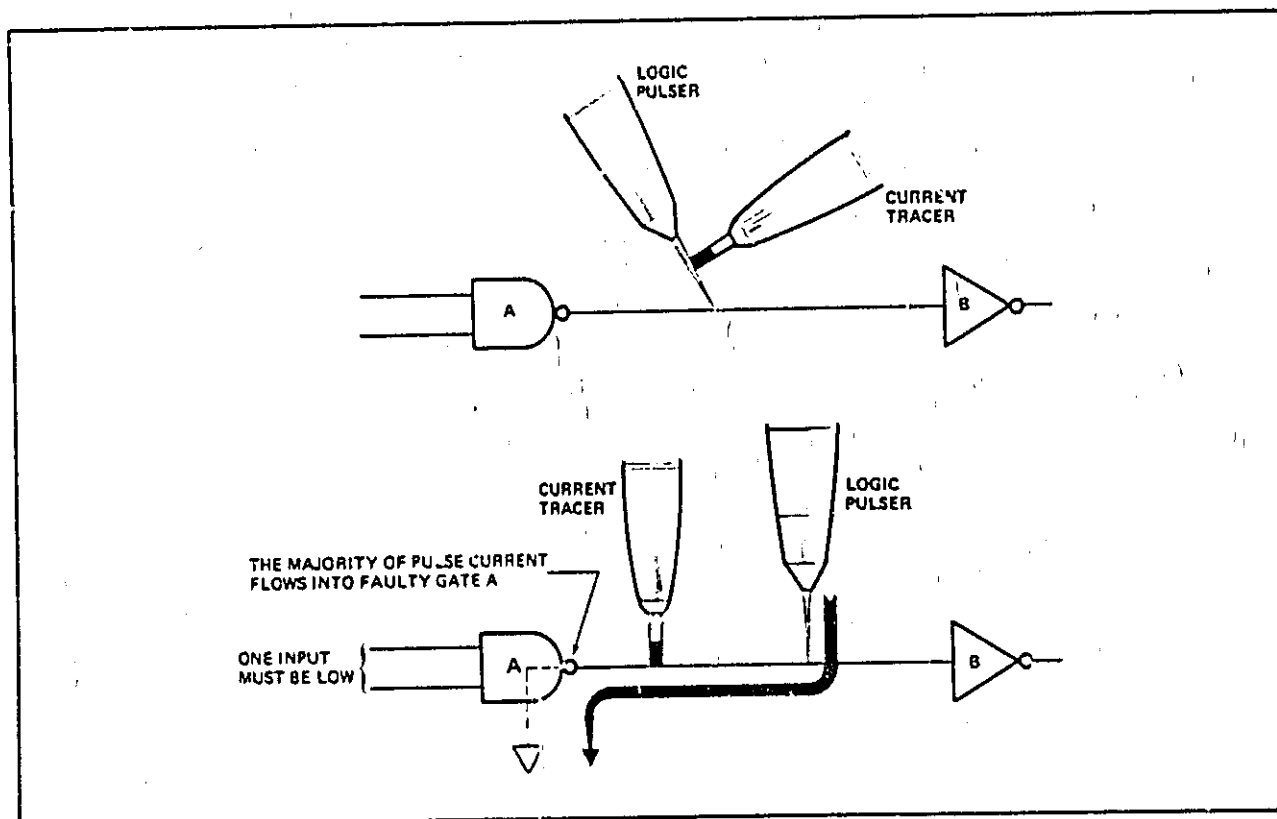 LOGIC
PULSER
CURRENT
TRACER
A
B
CURRENT
TRACER
LOGIC
PULSER
THE MAJORITY OF PULSE CURRENT
FLOWS INTO FAULTY GATE A
ONE INPUT
MUST BE LOW
A
B